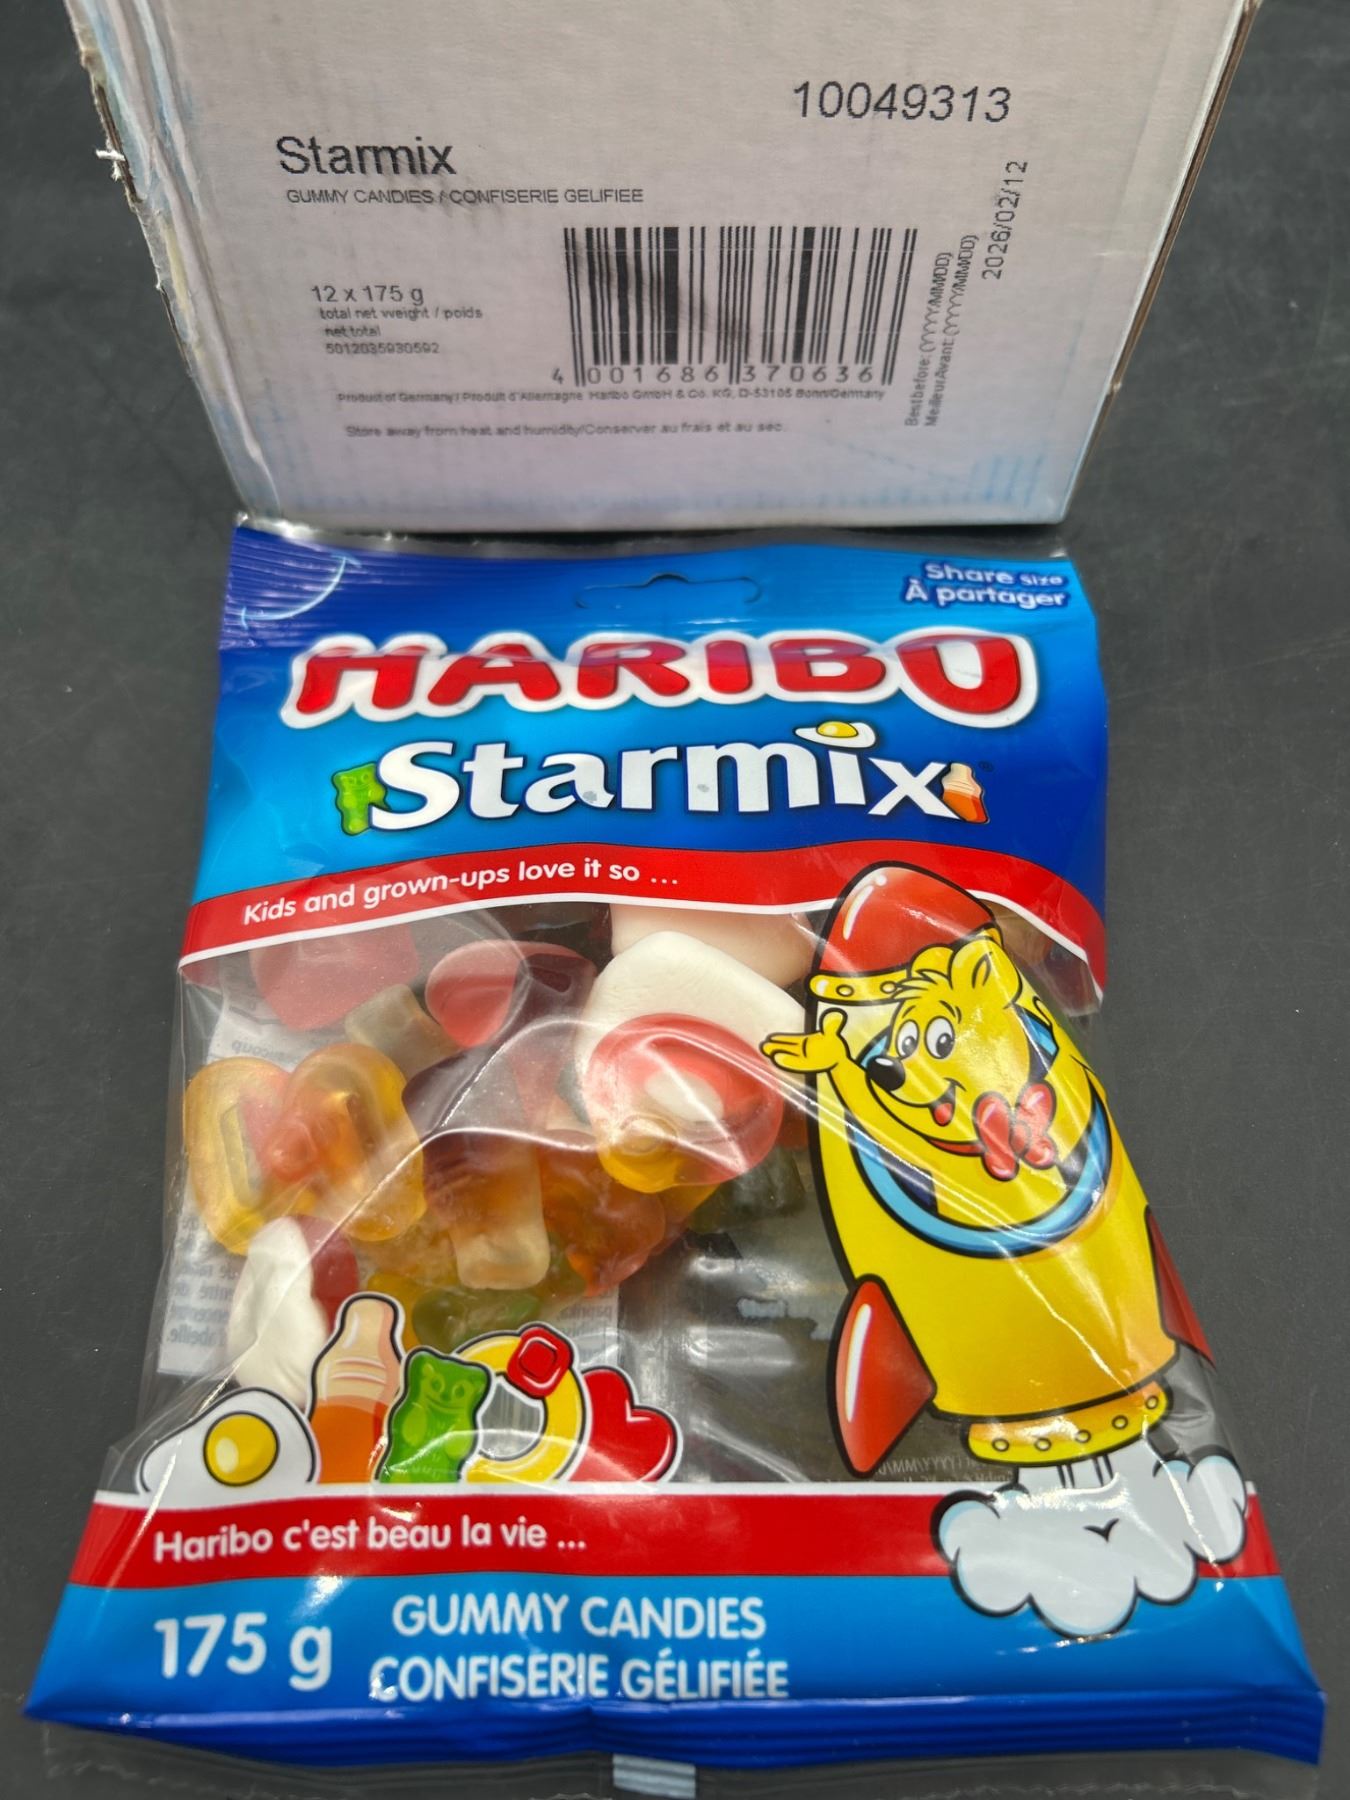 10049313
Starmix
GUMMY CANDIES / CONFISERIE GELIFIEE
2026/02/12
Best before: (YYYY/MM/DD)
Meilleur Avant: (YYYY/MM/DD)
12 x 175 g
total net weight / poids
net total
5012035930592
4 001686 370636
Product of Germany / Produit d'Allemagne Haribo GmbH & Co. KG, D-53105 Bonn/Germany
Store away from heat and humidity/Conserver au frais et au sec.
Share size
À partager
HARIBO
Starmix®
Kids and grown-ups love it so ...
Haribo c'est beau la vie ...
175 g
GUMMY CANDIES
CONFISERIE GÉLIFIÉE